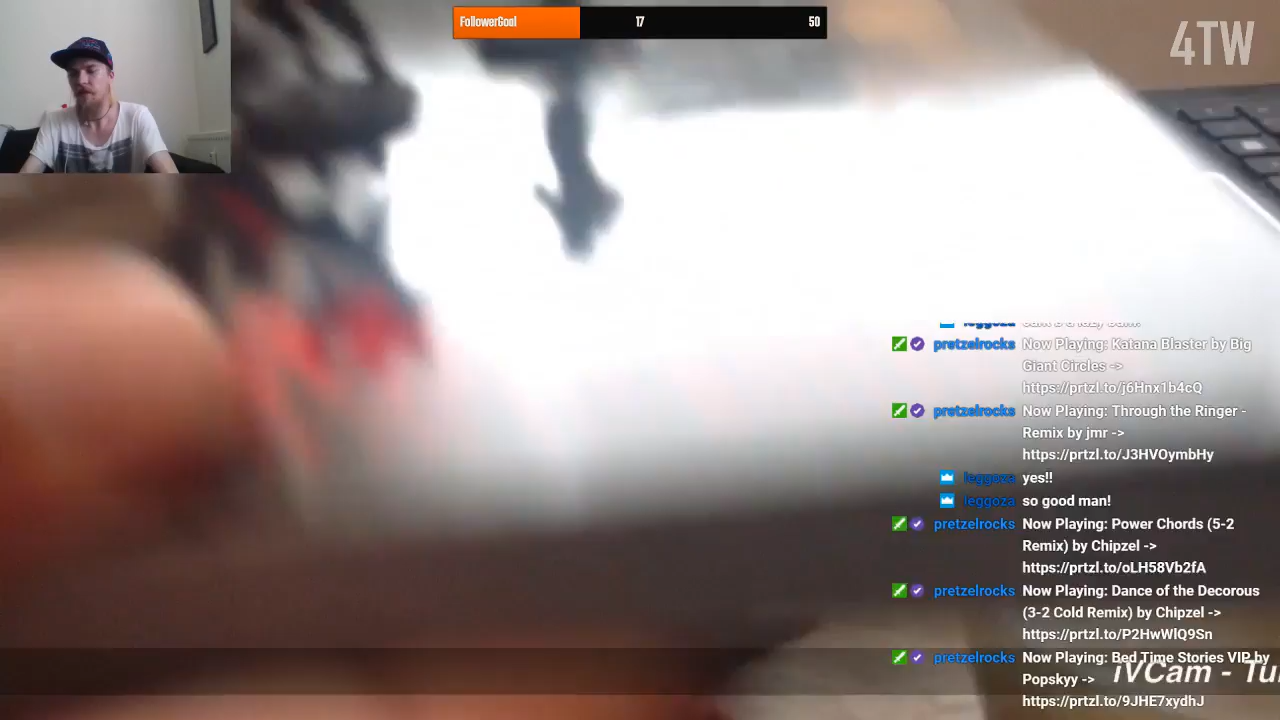 FollowerGoal 17 50
4TW
leggoza
pretzelrocks Now Playing: Katana Blaster by Big
Giant Circles ->
https://prtzl.to/j6Hnx1b4cQ
pretzelrocks Now Playing: Through the Ringer -
Remix by jmr ->
https://prtzl.to/J3HVOymbHy
leggoza yes!!
leggoza so good man!
pretzelrocks Now Playing: Power Chords (5-2
Remix) by Chipzel ->
https://prtzl.to/oLH58Vb2fA
pretzelrocks Now Playing: Dance of the Decorous
(3-2 Cold Remix) by Chipzel ->
https://prtzl.to/P2HwWlQ9Sn
pretzelrocks Now Playing: Bed Time Stories VIP by
Popskyy ->
iVCam - Tu
https://prtzl.to/9JHE7xydhJ